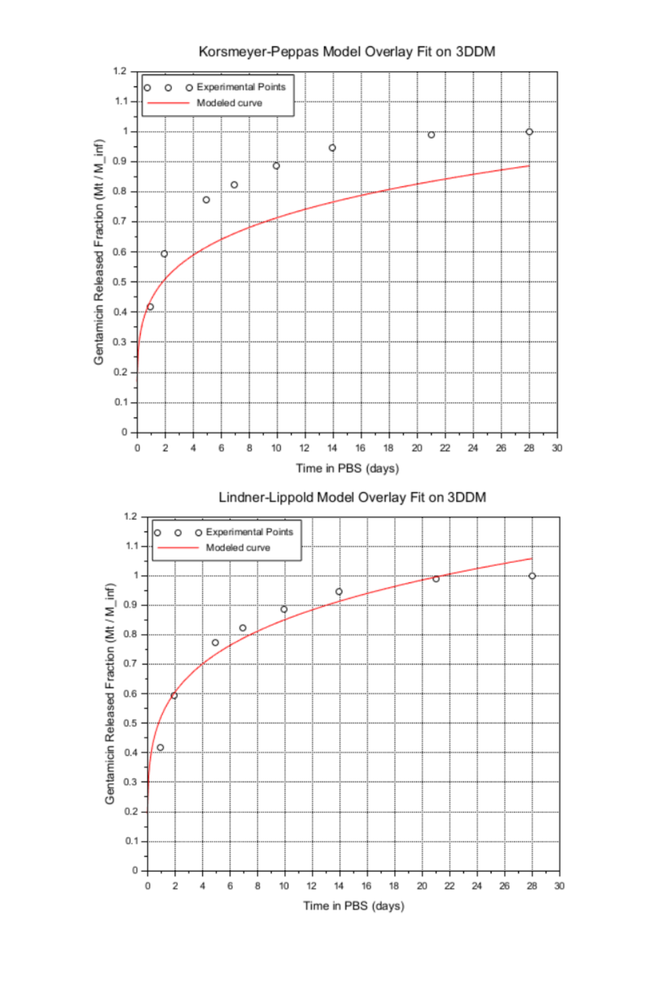 Korsmeyer-Peppas Model Overlay Fit on 3DDM
1.2
Experimental Points
1.1
Modeled curve
1
0.9
0.8
0.7
0.6
0.5
0.4
0.3
0.2
0.1
0
Gentamicin Released Fraction (Mt / M_inf)
0 2 4 6 8 10 12 14 16 18 20 22 24 26 28 30
Time in PBS (days)
Lindner-Lippold Model Overlay Fit on 3DDM
1.2
Experimental Points
1.1
Modeled curve
1
0.9
0.8
0.7
0.6
0.5
0.4
0.3
0.2
0.1
0
Gentamicin Released Fraction (Mt / M_inf)
0 2 4 6 8 10 12 14 16 18 20 22 24 26 28 30
Time in PBS (days)